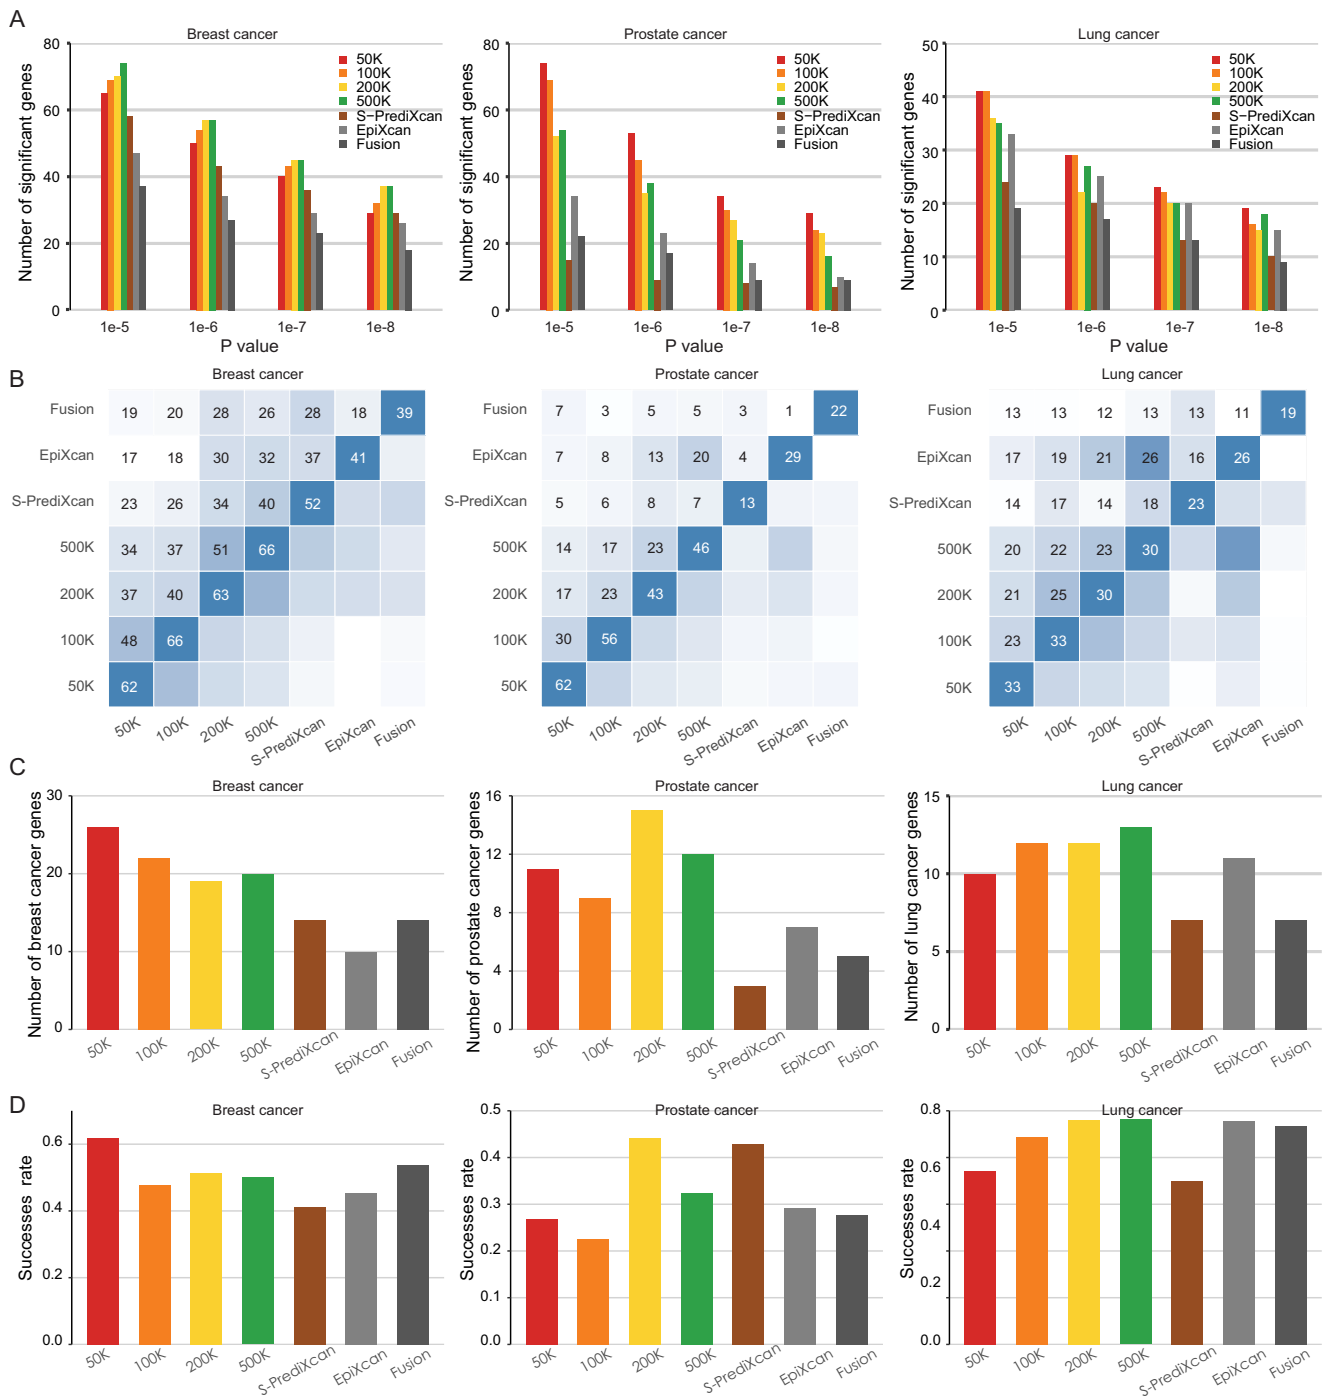 A
Breast cancer
Number of significant genes
80
60
40
20
0
50K
100K
200K
500K
S−PrediXcan
EpiXcan
Fusion
1e-5 1e-6 1e-7 1e-8
P value
Prostate cancer
Number of significant genes
80
60
40
20
0
50K
100K
200K
500K
S−PrediXcan
EpiXcan
Fusion
1e-5 1e-6 1e-7 1e-8
P value
Lung cancer
Number of significant genes
50
40
30
20
10
0
50K
100K
200K
500K
S−PrediXcan
EpiXcan
Fusion
1e-5 1e-6 1e-7 1e-8
P value
B
Breast cancer
Fusion 19 20 28 26 28 18 39
EpiXcan 17 18 30 32 37 41
S-PrediXcan 23 26 34 40 52
500K 34 37 51 66
200K 37 40 63
100K 48 66
50K 62
50K 100K 200K 500K S-PrediXcan EpiXcan Fusion
Prostate cancer
Fusion 7 3 5 5 3 1 22
EpiXcan 7 8 13 20 4 29
S-PrediXcan 5 6 8 7 13
500K 14 17 23 46
200K 17 23 43
100K 30 56
50K 62
50K 100K 200K 500K S-PrediXcan EpiXcan Fusion
Lung cancer
Fusion 13 13 12 13 13 11 19
EpiXcan 17 19 21 26 16 26
S-PrediXcan 14 17 14 18 23
500K 20 22 23 30
200K 21 25 30
100K 23 33
50K 33
50K 100K 200K 500K S-PrediXcan EpiXcan Fusion
C
Breast cancer
Number of breast cancer genes
30
20
10
0
50K 100K 200K 500K S-PrediXcan EpiXcan Fusion
Prostate cancer
Number of prostate cancer genes
16
12
8
4
0
50K 100K 200K 500K S-PrediXcan EpiXcan Fusion
Lung cancer
Number of lung cancer genes
15
10
5
0
50K 100K 200K 500K S-PrediXcan EpiXcan Fusion
D
Breast cancer
Successes rate
0.6
0.4
0.2
0.0
50K 100K 200K 500K S-PrediXcan EpiXcan Fusion
Prostate cancer
Successes rate
0.5
0.4
0.3
0.2
0.1
0.0
50K 100K 200K 500K S-PrediXcan EpiXcan Fusion
Lung cancer
Successes rate
0.8
0.6
0.4
0.2
0.0
50K 100K 200K 500K S-PrediXcan EpiXcan Fusion